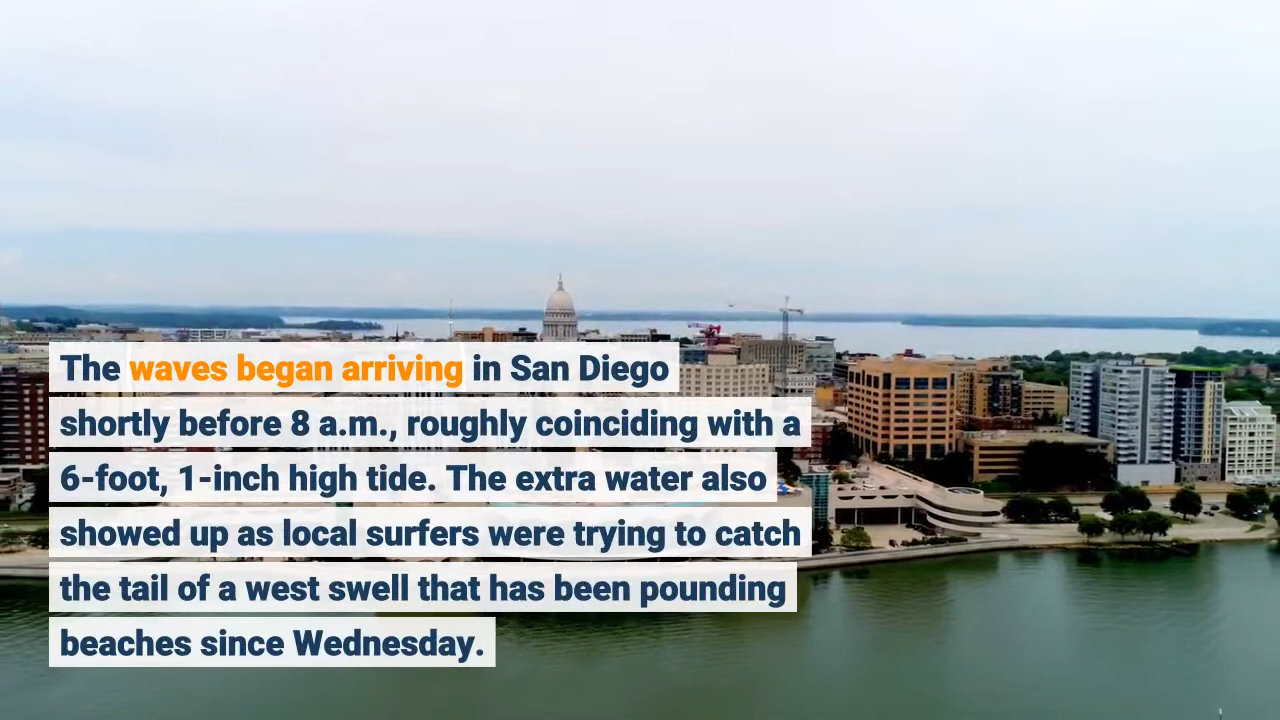 The waves began arriving in San Diego
shortly before 8 a.m., roughly coinciding with a
6-foot, 1-inch high tide. The extra water also
showed up as local surfers were trying to catch
the tail of a west swell that has been pounding
beaches since Wednesday.